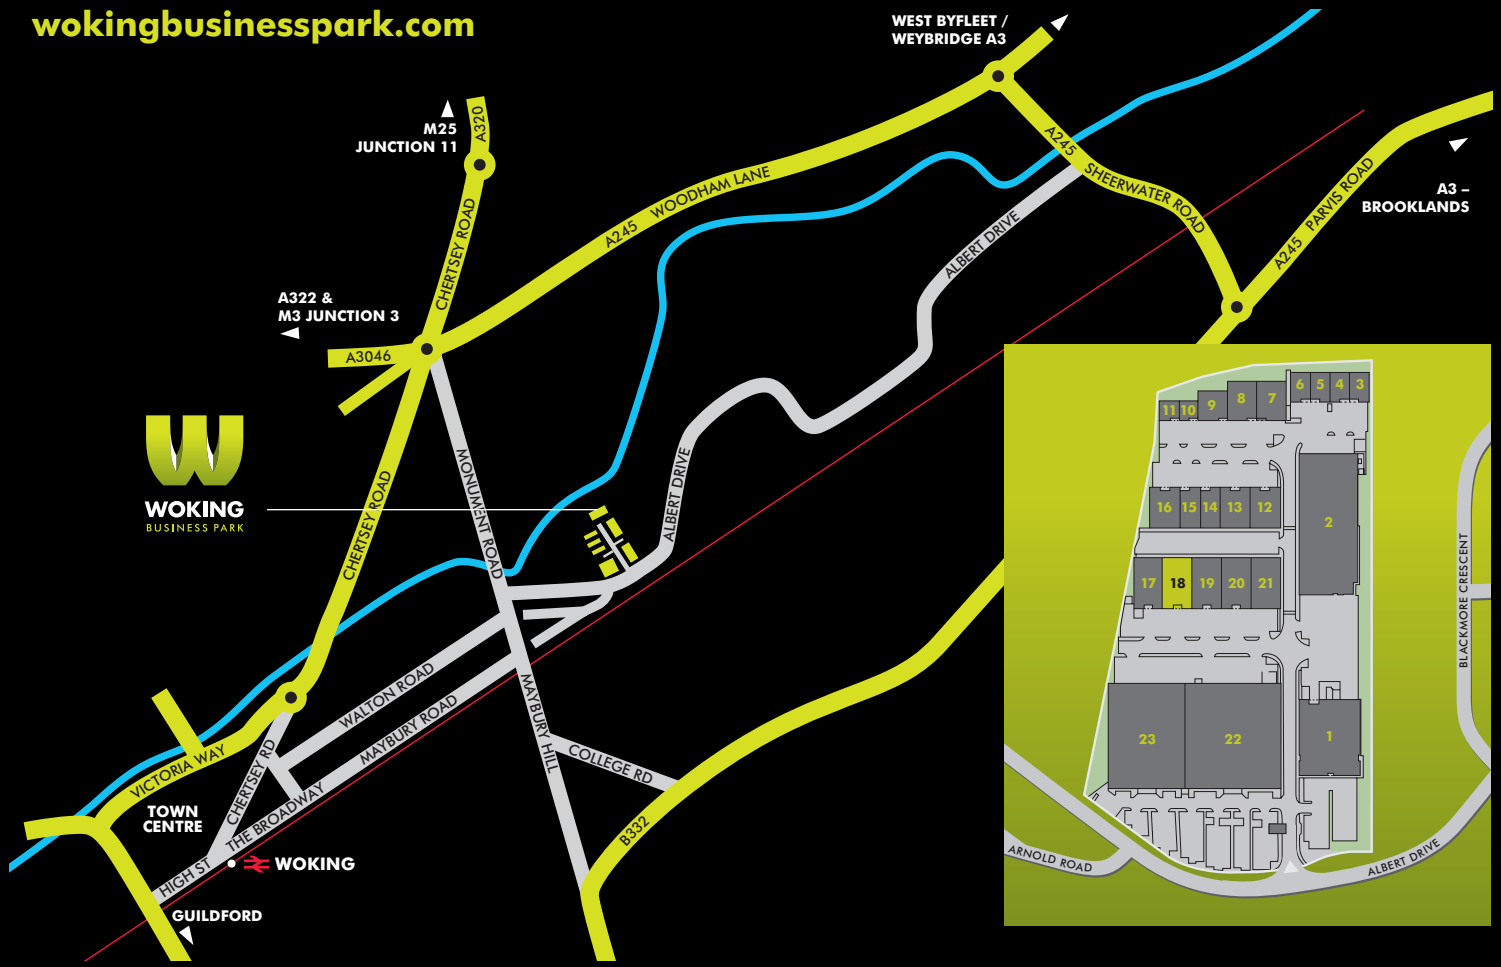 wokingbusinesspark.com
WEST BYFLEET /
WEYBRIDGE A3
M25
JUNCTION 11
A320
CHERTSEY ROAD
A245 WOODHAM LANE
A245
SHEERWATER ROAD
A245 PARVIS ROAD
A3 –
BROOKLANDS
ALBERT DRIVE
A322 &
M3 JUNCTION 3
A3046
WOKING
BUSINESS PARK
CHERTSEY ROAD
MONUMENT ROAD
ALBERT DRIVE
WALTON ROAD
MAYBURY ROAD
MAYBURY HILL
COLLEGE RD
B332
VICTORIA WAY
CHERTSEY RD
TOWN
CENTRE
THE BROADWAY
HIGH ST
WOKING
GUILDFORD
6 5 4 3
11 10 9 8 7
16 15 14 13 12
2
17 18 19 20 21
23 22 1
BLACKMORE CRESCENT
ARNOLD ROAD
ALBERT DRIVE